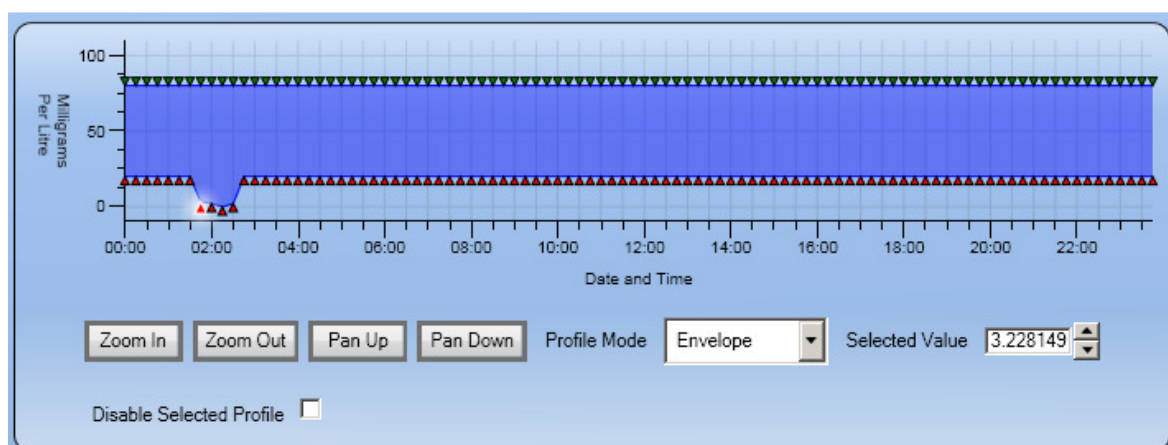 100
50
0
Milligrams
Per Litre
00:00 02:00 04:00 06:00 08:00 10:00 12:00 14:00 16:00 18:00 20:00 22:00
Date and Time
Zoom In Zoom Out Pan Up Pan Down Profile Mode Envelope Selected Value 3.228149
Disable Selected Profile